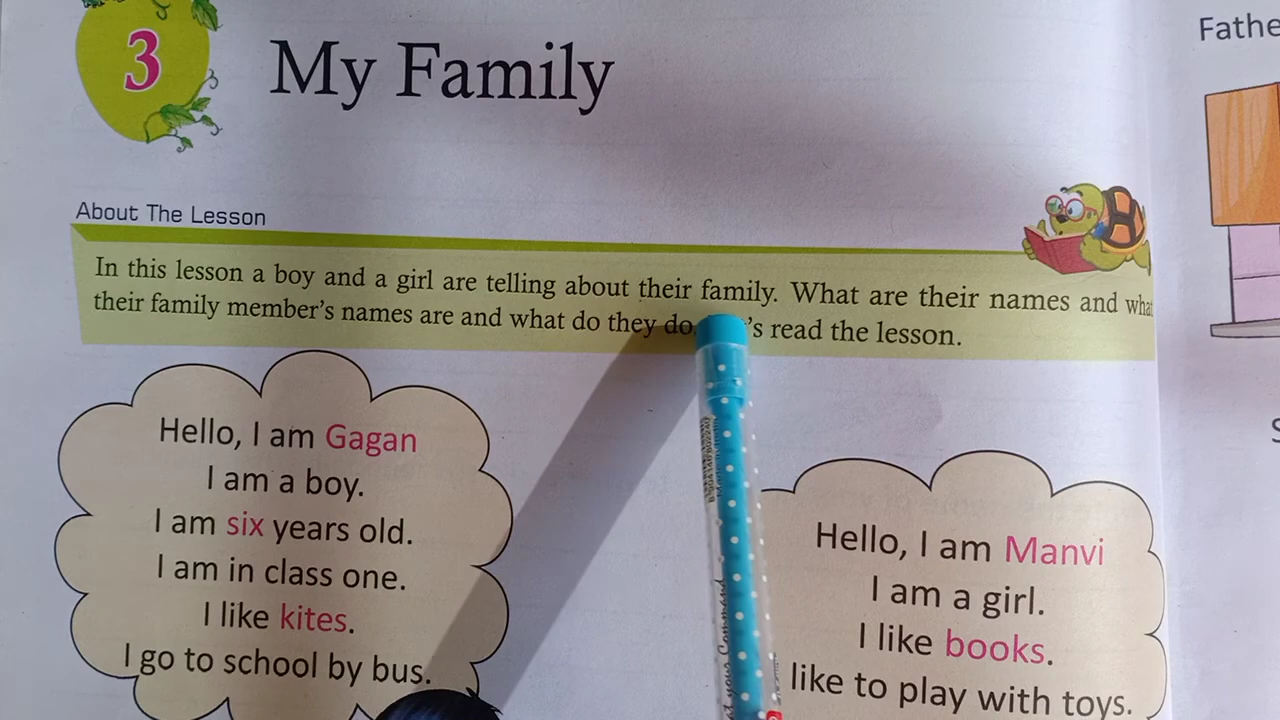 3
My Family
About The Lesson
In this lesson a boy and a girl are telling about their family. What are their names and
their family member's names are and what do they do. 's read the lesson.
Hello, I am Gagan
I am a boy.
I am six years old.
I am in class one.
I like kites.
I go to school by bus.
Hello, I am Manvi
I am a girl.
I like books.
like to play with toys.